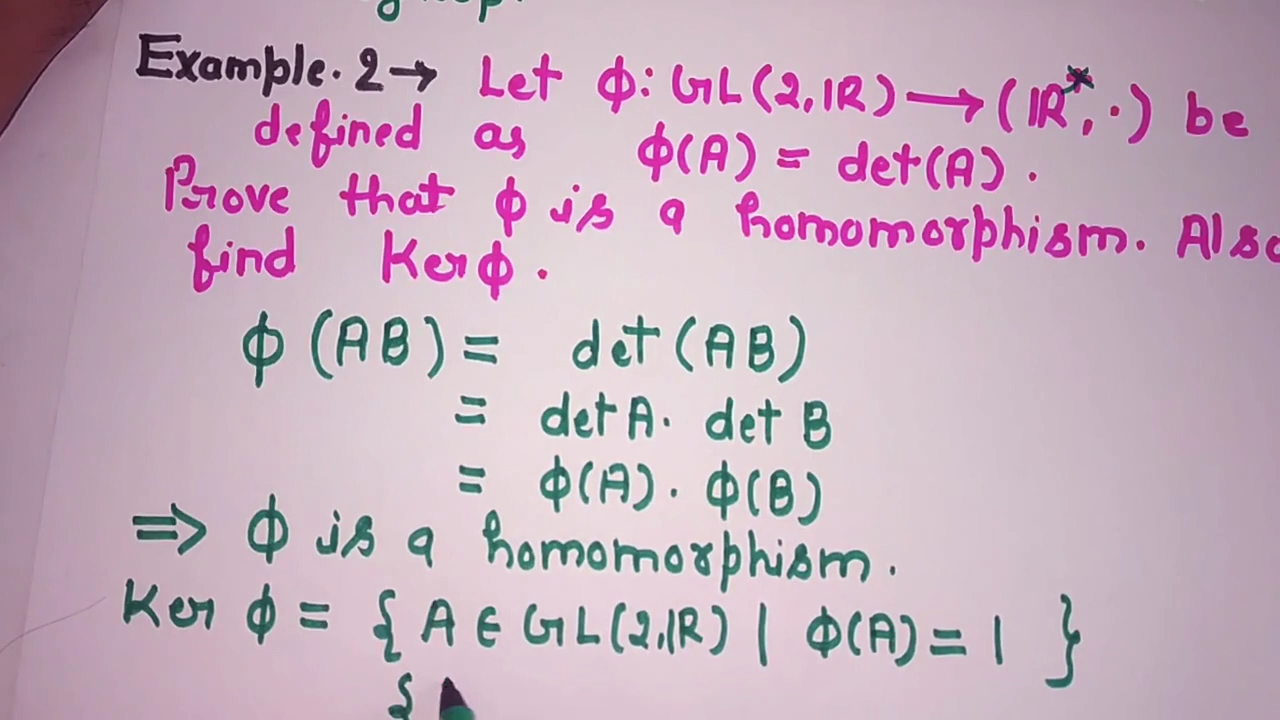 Example. 2→ Let ϕ: GL(2,ℝ)⟶(ℝ*, ·) be
defined as ϕ(A) = det(A).
Prove that ϕ is a homomorphism. Also
find Ker ϕ.
ϕ(AB) = det(AB)
= det A · det B
= ϕ(A) · ϕ(B)
⇒ ϕ is a homomorphism.
Ker ϕ = { A ∈ GL(2,ℝ) | ϕ(A) = 1 }
{